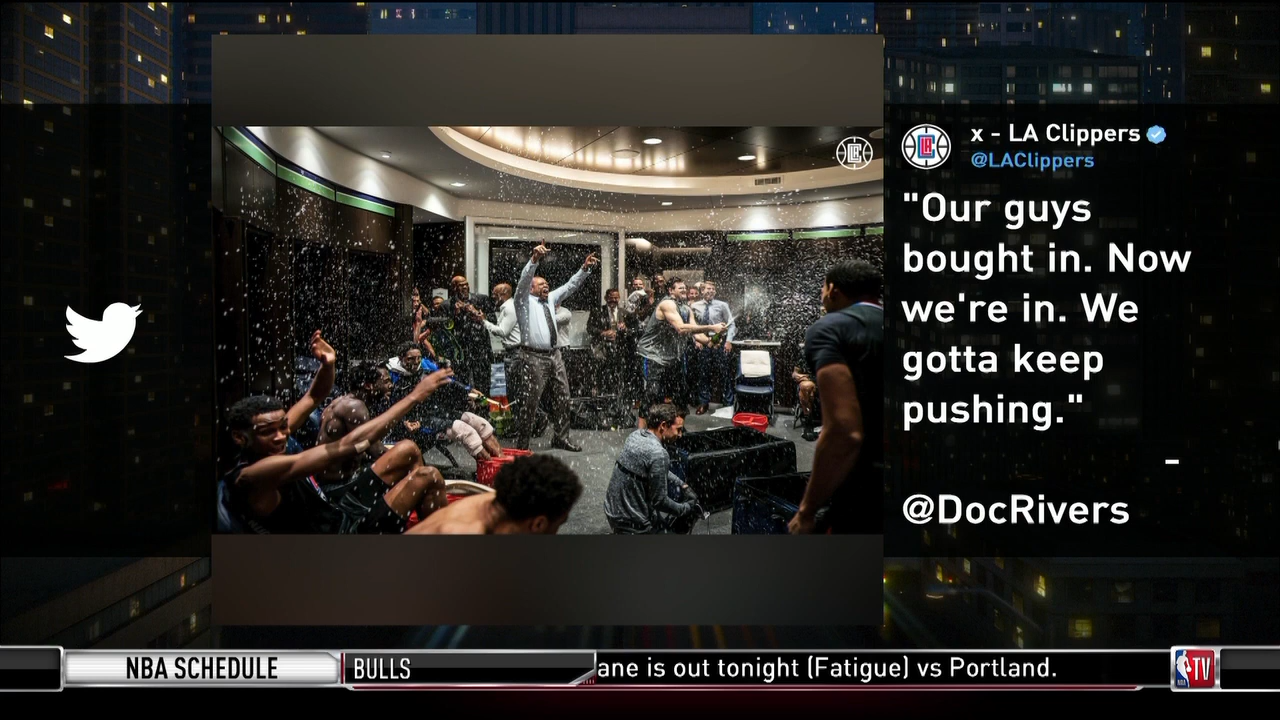 x - LA Clippers
@LAClippers
"Our guys
bought in. Now
we're in. We
gotta keep
pushing."
-
@DocRivers
NBA SCHEDULE
BULLS
ane is out tonight (Fatigue) vs Portland.
NBA TV